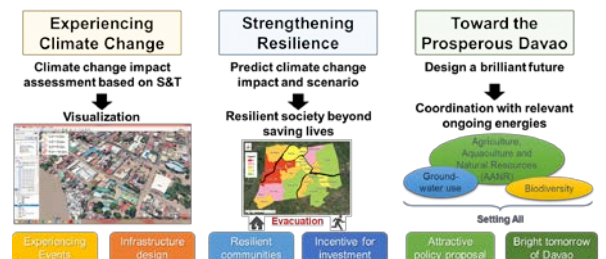 Experiencing
Climate Change
Climate change impact
assessment based on S&T
Visualization
Experiencing
Events
Infrastructure
design
Strengthening
Resilience
Predict climate change
impact and scenario
Resilient society beyond
saving lives
Evacuation
Resilient
communities
Incentive for
investment
Toward the
Prosperous Davao
Design a brilliant future
Coordination with relevant
ongoing energies
Agriculture,
Aquaculture and
Natural Resources
(AANR)
Ground-
water use
Biodiversity
Setting All
Attractive
policy proposal
Bright tomorrow
of Davao